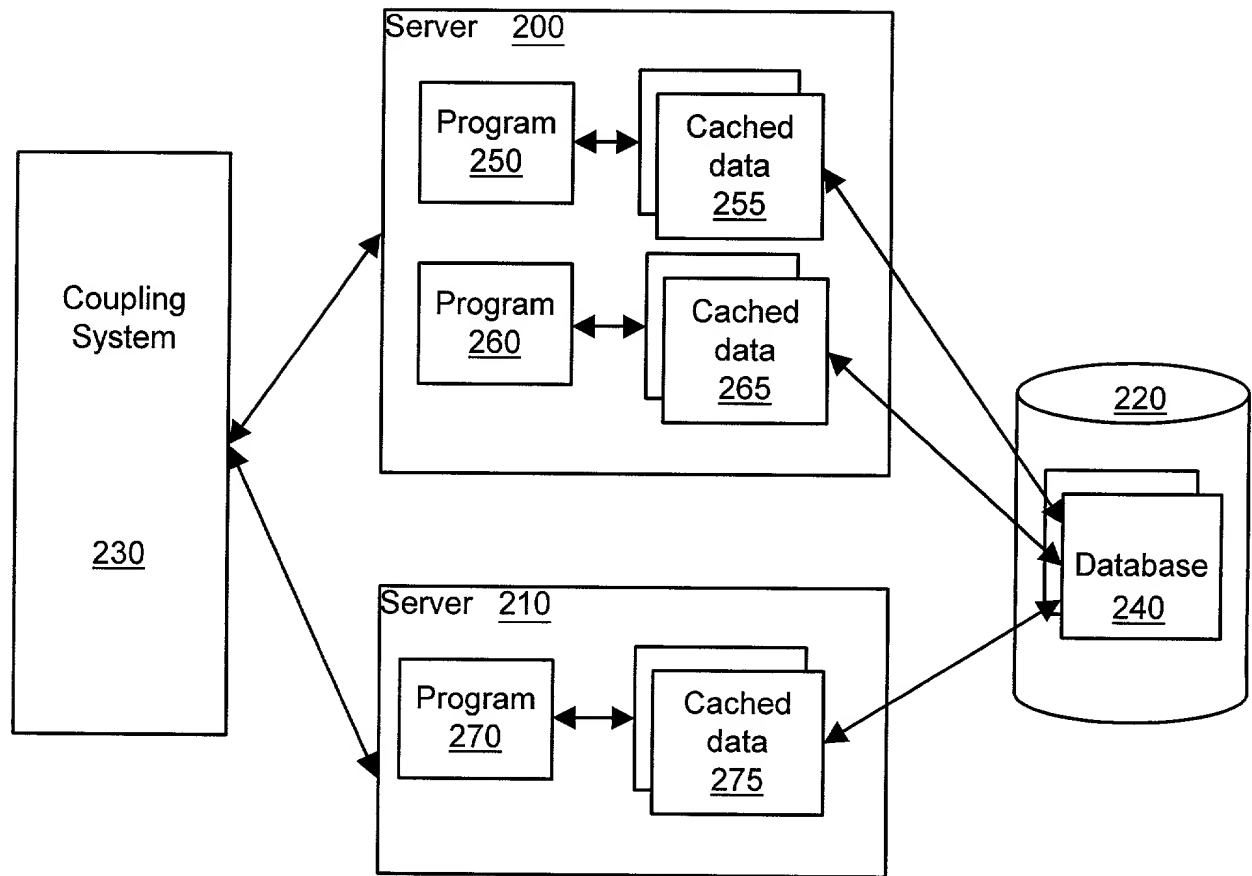 Server 200
Program
250
Cached
data
255
Program
260
Cached
data
265
Coupling
System
230
220
Database
240
Server 210
Program
270
Cached
data
275